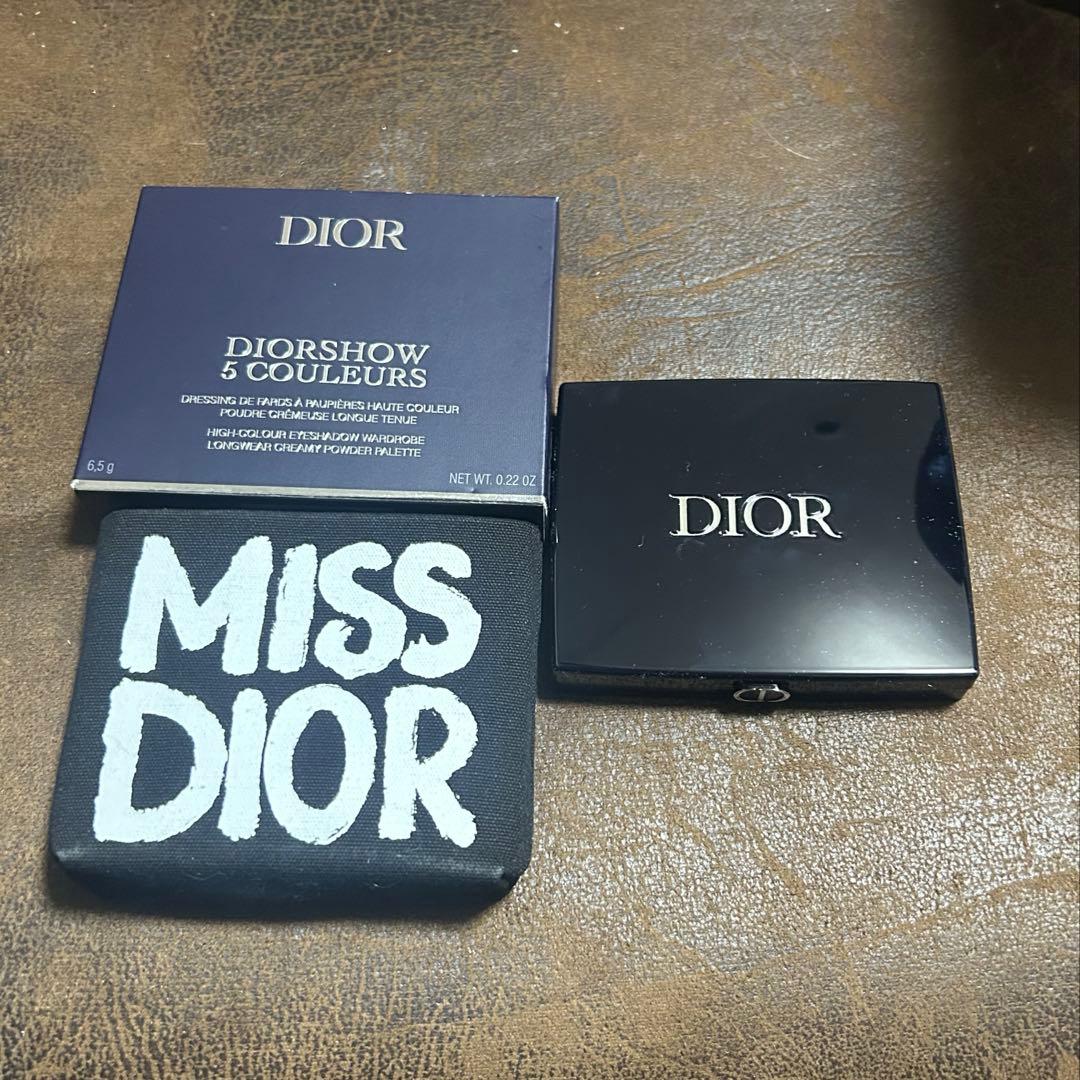 DIOR
DIORSHOW
5 COULEURS
DRESSING DE FARDS À PAUPIÈRES HAUTE COULEUR
POUDRE CRÉMEUSE LONGUE TENUE
HIGH-COLOUR EYESHADOW WARDROBE
LONGWEAR CREAMY POWDER PALETTE
6,5 g
NET WT. 0.22 OZ
DIOR
MISS
DIOR